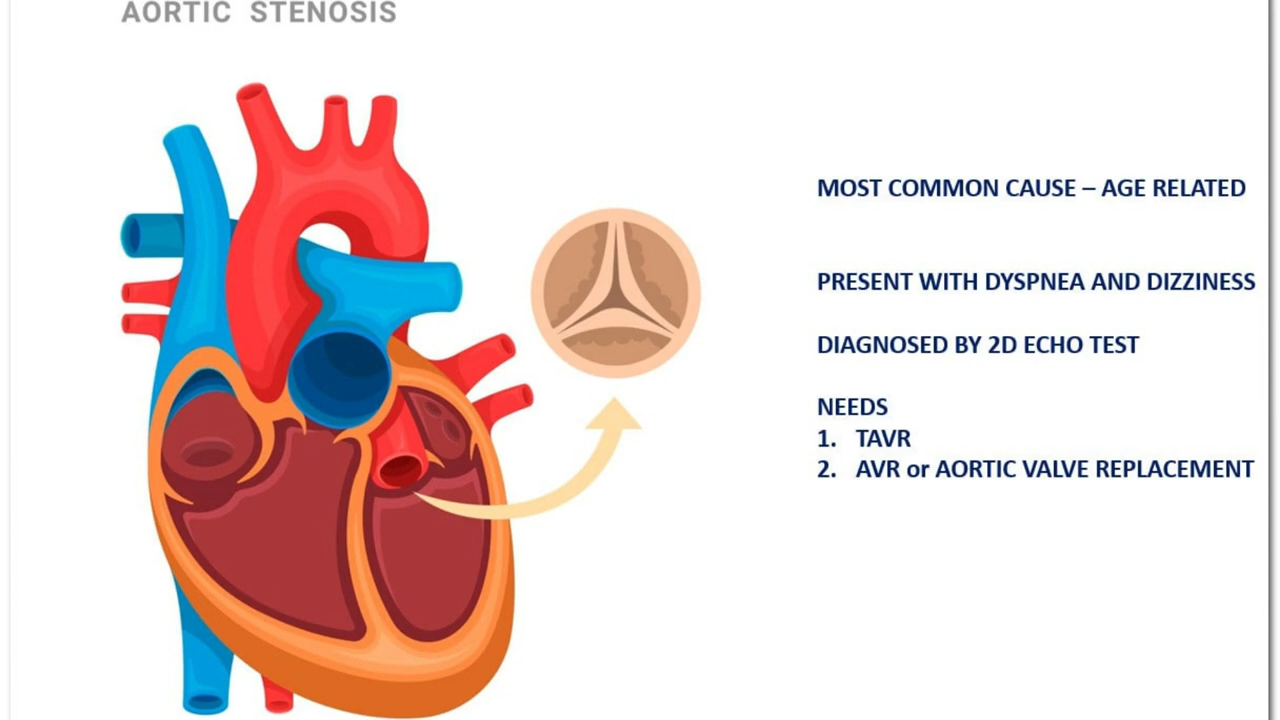 AORTIC STENOSIS
MOST COMMON CAUSE – AGE RELATED
PRESENT WITH DYSPNEA AND DIZZINESS
DIAGNOSED BY 2D ECHO TEST
NEEDS
1. TAVR
2. AVR or AORTIC VALVE REPLACEMENT